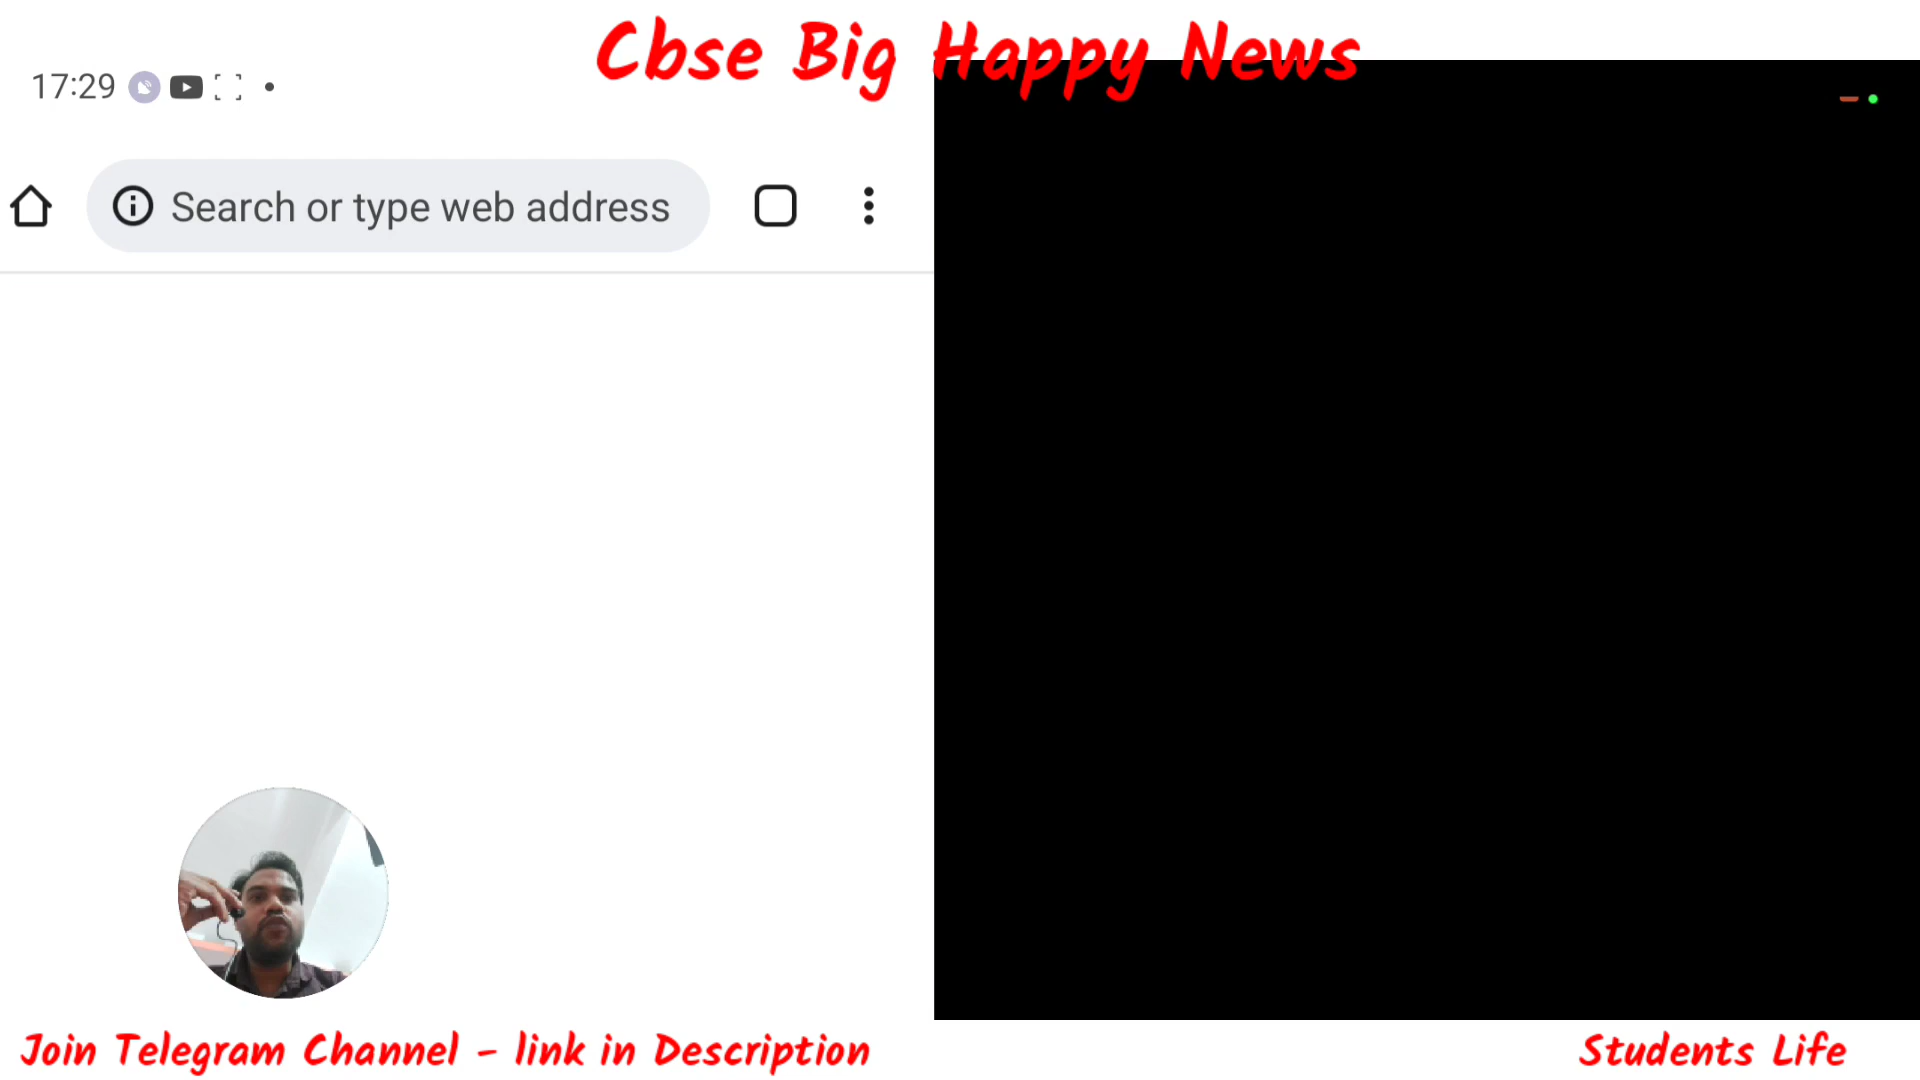 Cbse Big Happy News
17:29
Search or type web address
Join Telegram Channel - link in Description
Students Life